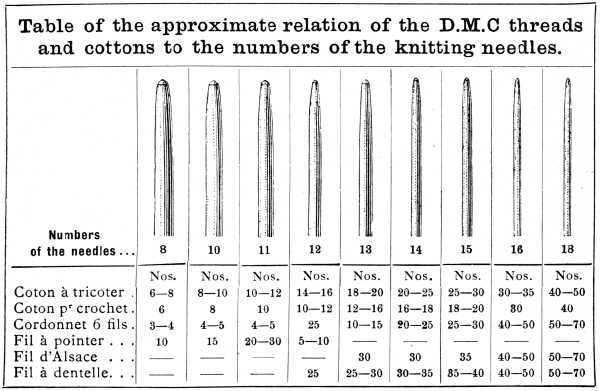 Table of the approximate relation of the D.M.C threads
and cottons to the numbers of the knitting needles.
Numbers
of the needles... 8 10 11 12 13 14 15 16 18
Nos. Nos. Nos. Nos. Nos. Nos. Nos. Nos. Nos.
Coton à tricoter . 6—8 8—10 10—12 14—16 18—20 20—25 25—30 30—35 40—50
Coton pr crochet. 6 8 10 10—12 12—16 16—18 18—20 30 40
Cordonnet 6 fils . 3—4 4—5 4—5 25 10—15 20—25 25—30 40—50 50—70
Fil à pointer . . . 10 15 20—30 5—10 — — — — —
Fil d'Alsace . . . — — — — 30 30 35 40—50 50—70
Fil à dentelle. . . — — — 25 25—30 30—35 35—40 40—50 50—70